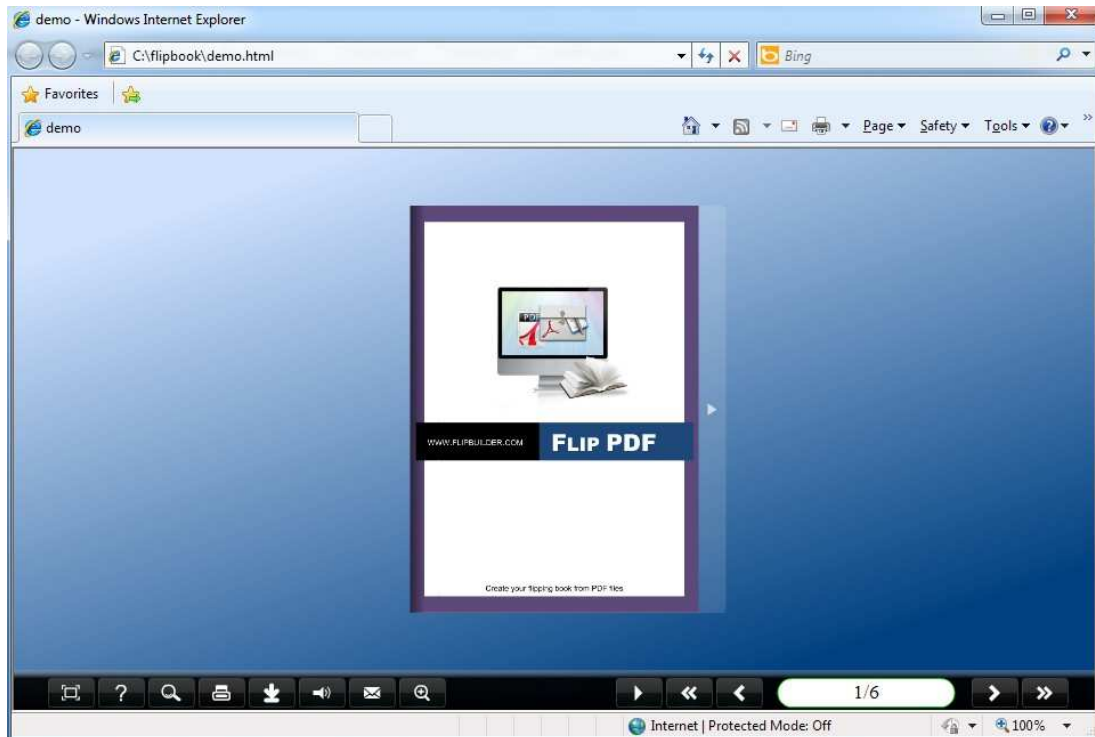 demo - Windows Internet Explorer
C:\flipbook\demo.html
Bing
Favorites
demo
Page
Safety
Tools
PDF
WWW.FLIPBUILDER.COM
FLIP PDF
Create your flipping book from PDF files
1/6
Internet | Protected Mode: Off
100%